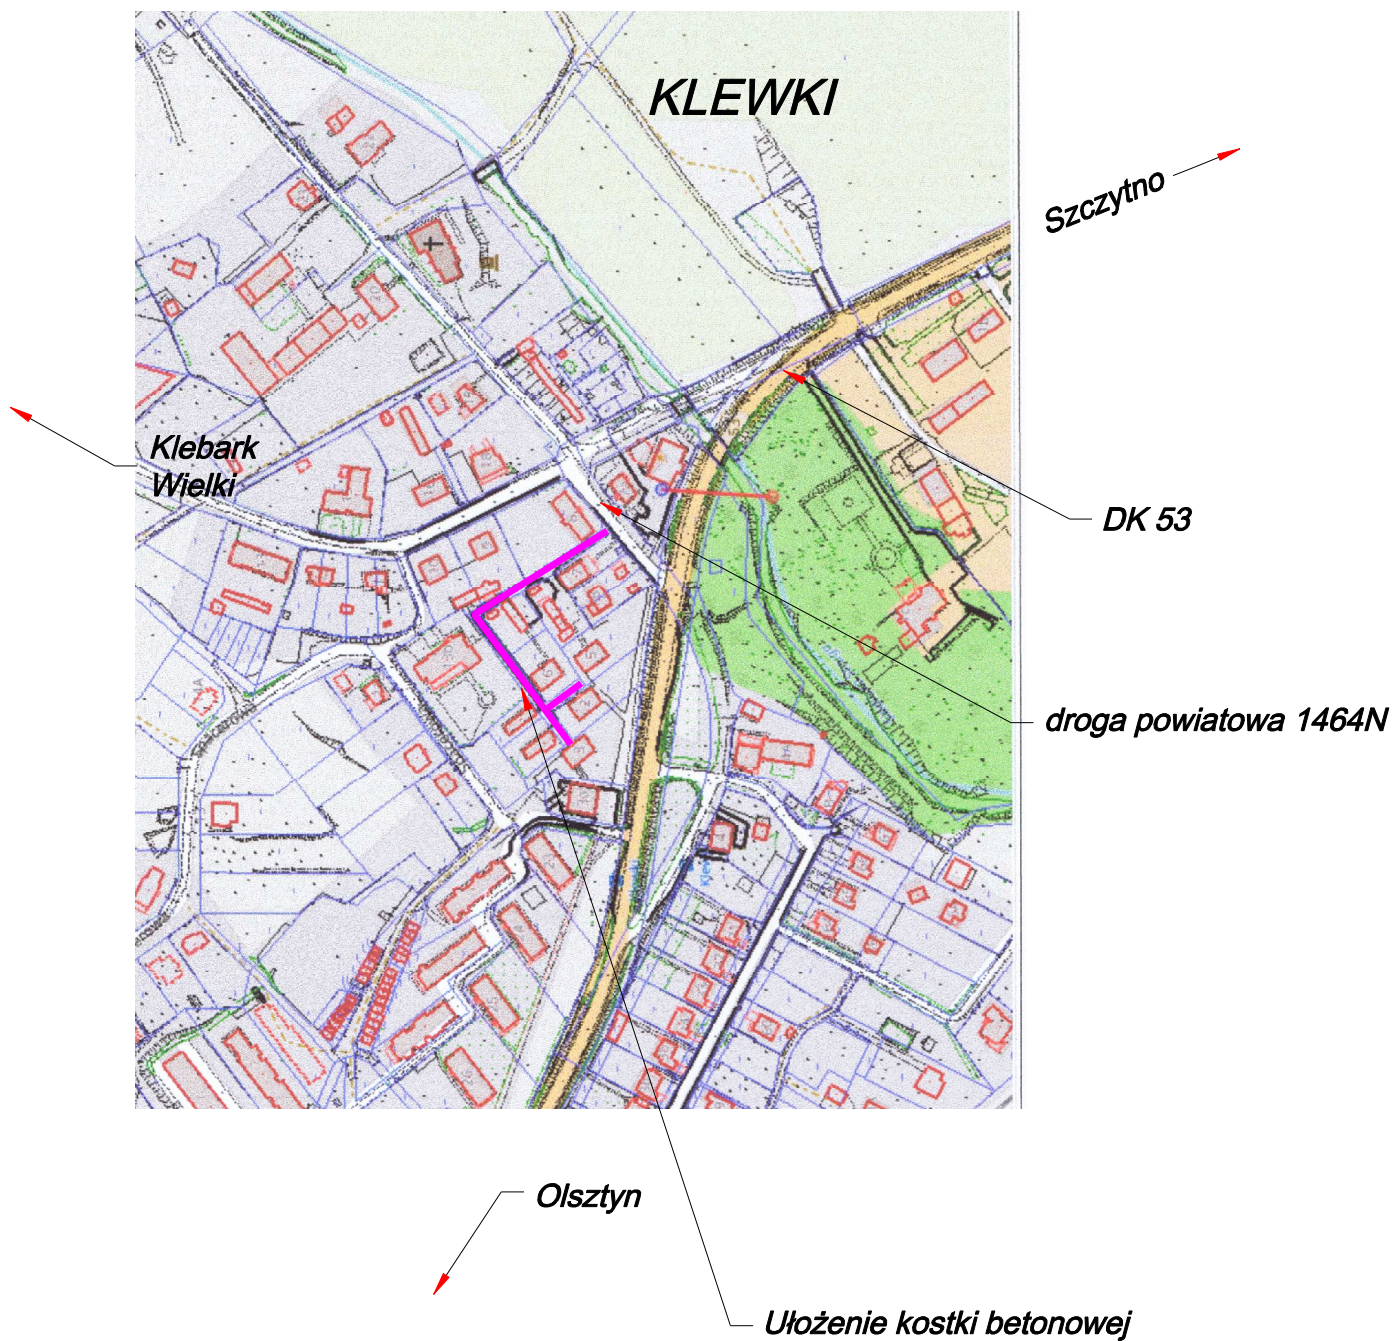 KLEWKI
Szczytno
Klebark
Wielki
DK 53
droga powiatowa 1464N
Olsztyn
Ułożenie kostki betonowej